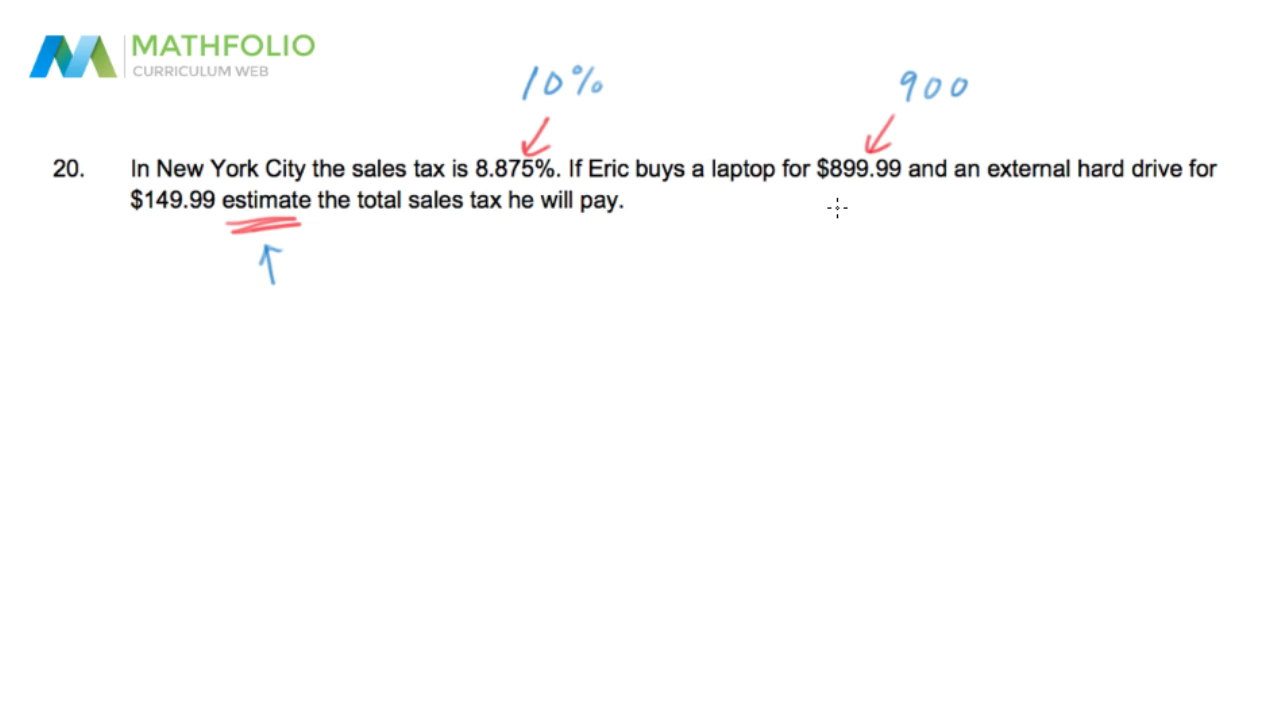 MATHFOLIO
CURRICULUM WEB
10%
900
20. In New York City the sales tax is 8.875%. If Eric buys a laptop for $899.99 and an external hard drive for
$149.99 estimate the total sales tax he will pay.